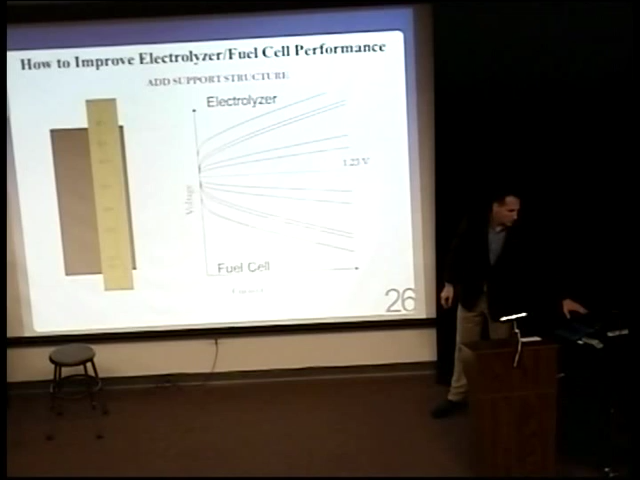 How to Improve Electrolyzer/Fuel Cell Performance
ADD SUPPORT STRUCTURE
Electrolyzer
1.23 V
Voltage
Fuel Cell
26